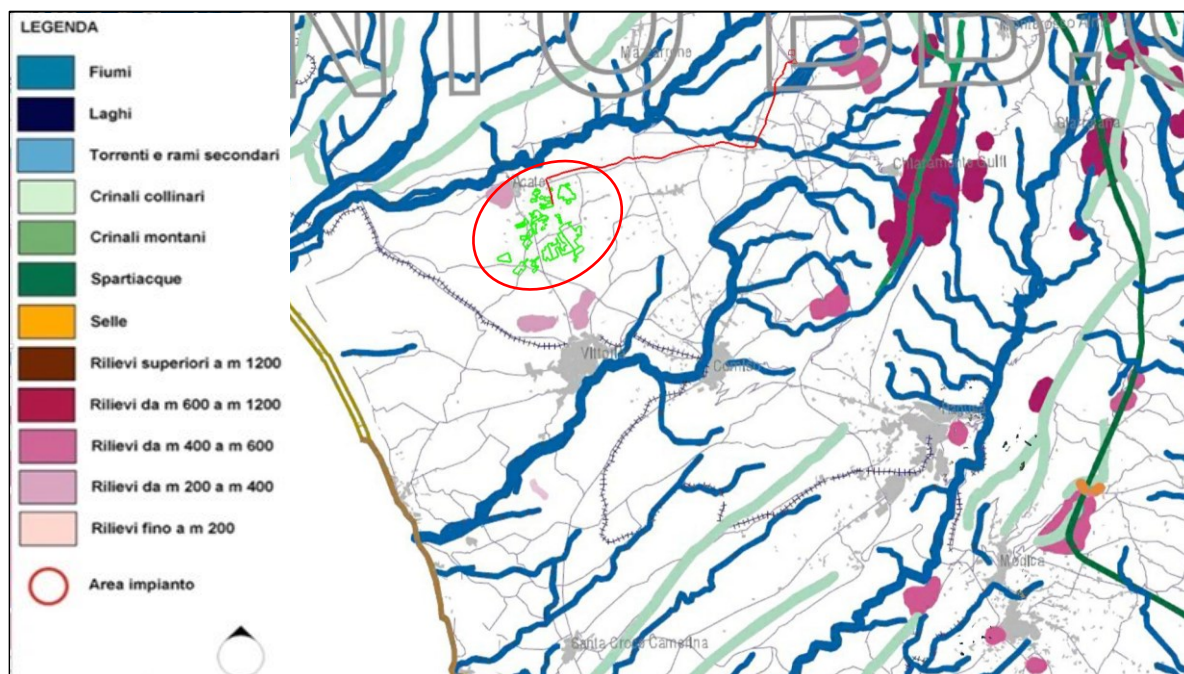 LEGENDA
Fiumi
Laghi
Torrenti e rami secondari
Crinali collinari
Crinali montani
Spartiacque
Selle
Rilievi superiori a m 1200
Rilievi da m 600 a m 1200
Rilievi da m 400 a m 600
Rilievi da m 200 a m 400
Rilievi fino a m 200
Area impianto
Mazzarrone
Acate
Chiaramonte Gulfi
Vittoria
Comiso
Ragusa
Modica
Santa Croce Camerina